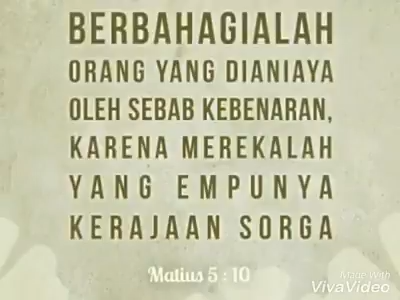 BERBAHAGIALAH
ORANG YANG DIANIAYA
OLEH SEBAB KEBENARAN,
KARENA MEREKALAH
YANG EMPUNYA
KERAJAAN SORGA
Matius 5 : 10
Made With
VivaVideo